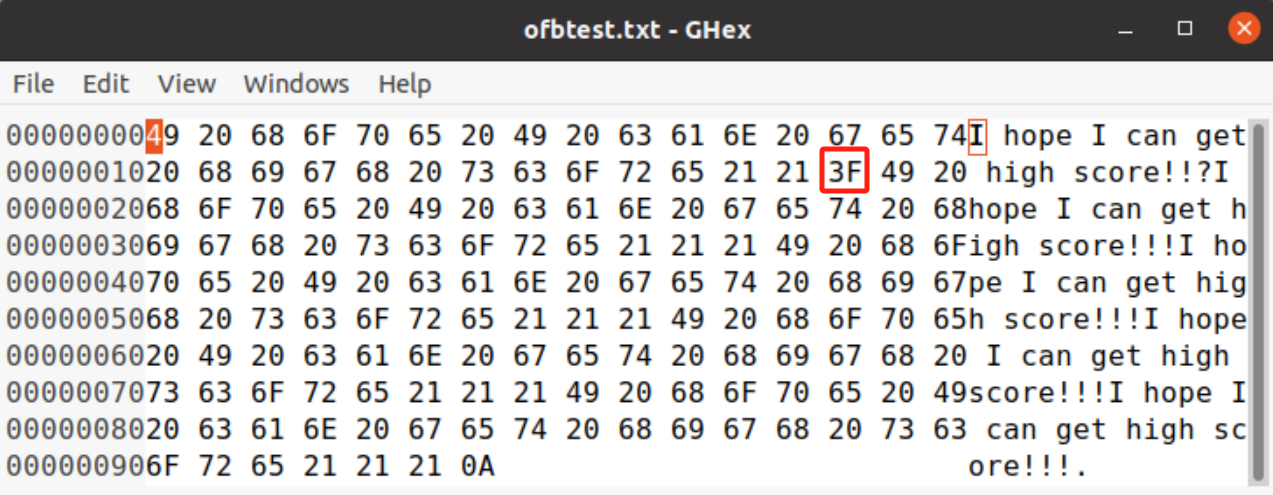 ofbtest.txt - GHex
File Edit View Windows Help
00000000 49 20 68 6F 70 65 20 49 20 63 61 6E 20 67 65 74 I hope I can get
00000010 20 68 69 67 68 20 73 63 6F 72 65 21 21 3F 49 20  high score!!?I
00000020 68 6F 70 65 20 49 20 63 61 6E 20 67 65 74 20 68 hope I can get h
00000030 69 67 68 20 73 63 6F 72 65 21 21 21 49 20 68 6F igh score!!!I ho
00000040 70 65 20 49 20 63 61 6E 20 67 65 74 20 68 69 67 pe I can get hig
00000050 68 20 73 63 6F 72 65 21 21 21 49 20 68 6F 70 65 h score!!!I hope
00000060 20 49 20 63 61 6E 20 67 65 74 20 68 69 67 68 20  I can get high
00000070 73 63 6F 72 65 21 21 21 49 20 68 6F 70 65 20 49 score!!!I hope I
00000080 20 63 61 6E 20 67 65 74 20 68 69 67 68 20 73 63  can get high sc
00000090 6F 72 65 21 21 21 0A ore!!!.